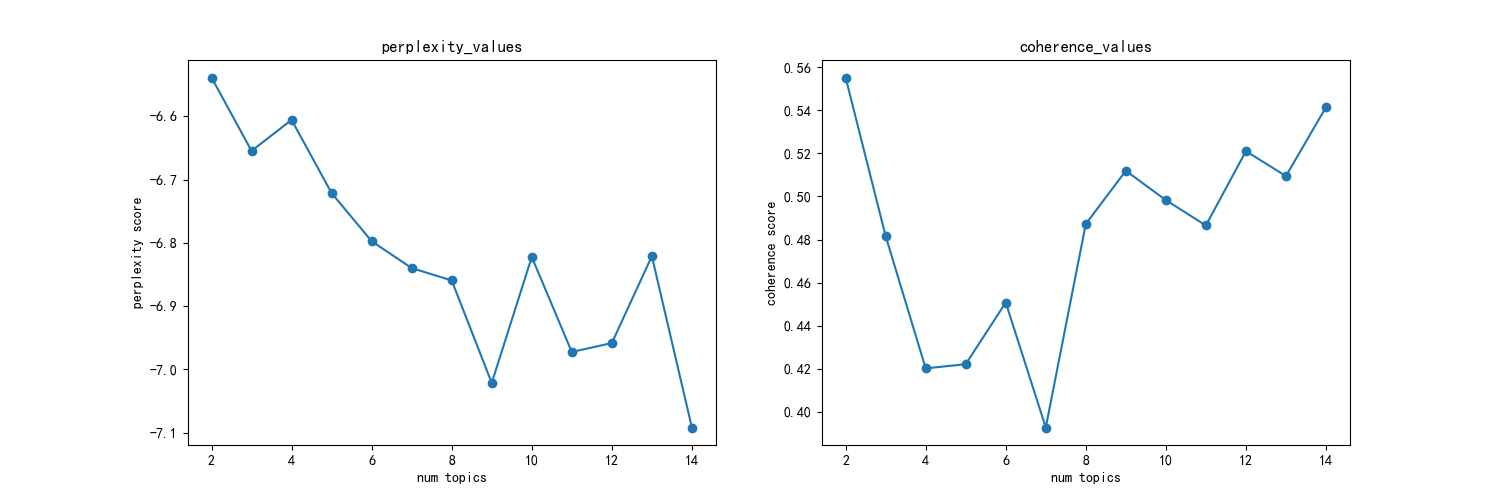 perplexity_values
perplexity score
-6.6
-6.7
-6.8
-6.9
-7.0
-7.1
2 4 6 8 10 12 14
num topics
coherence_values
coherence score
0.56
0.54
0.52
0.50
0.48
0.46
0.44
0.42
0.40
2 4 6 8 10 12 14
num topics